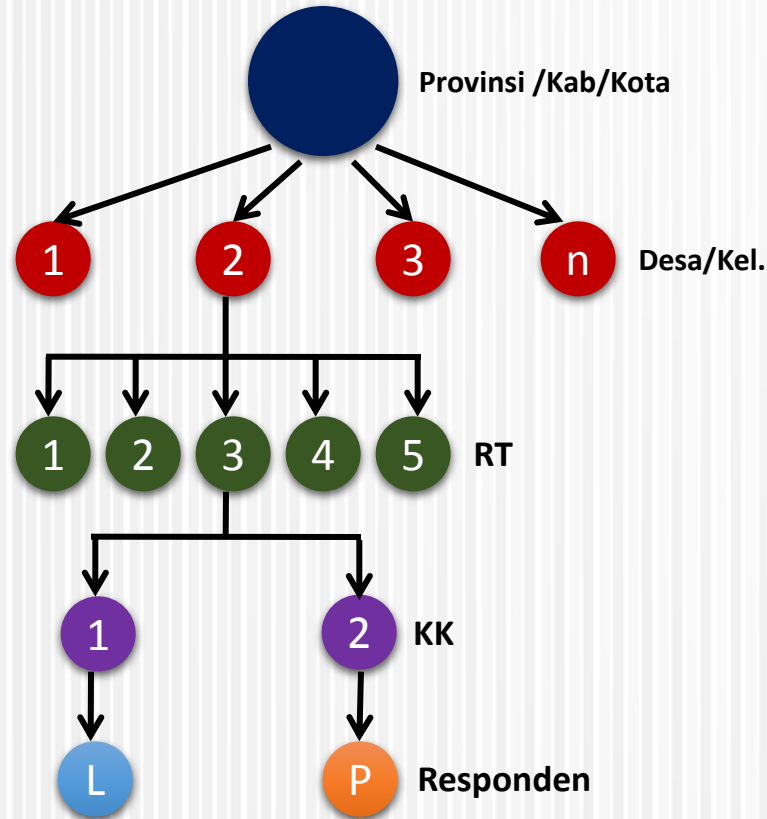 Provinsi /Kab/Kota
1 2 3 n Desa/Kel.
1 2 3 4 5 RT
1 2 KK
L P Responden